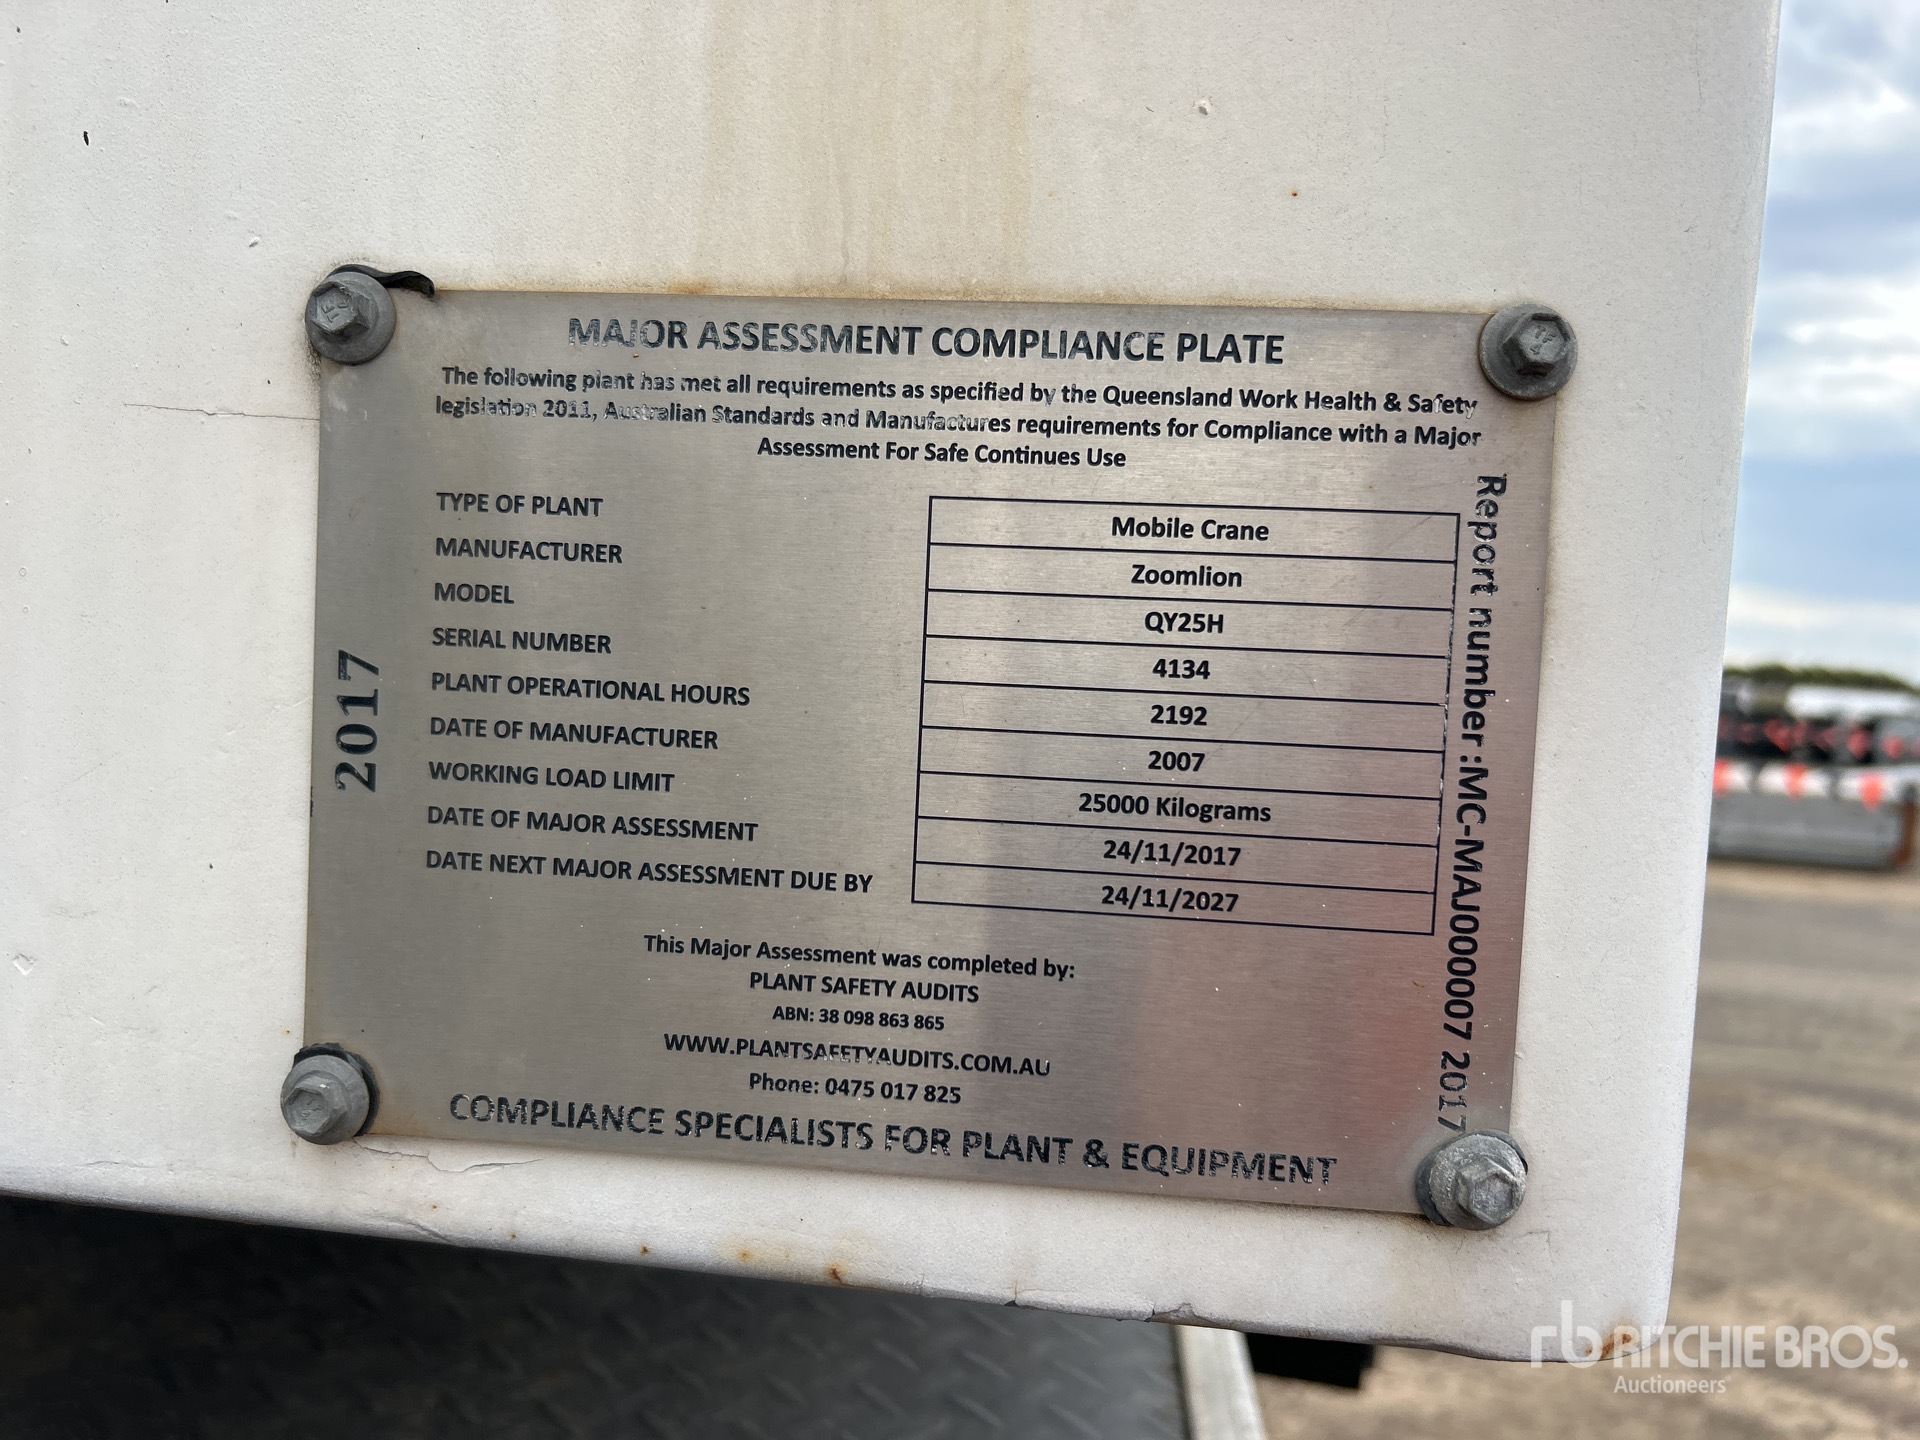 MAJOR ASSESSMENT COMPLIANCE PLATE
The following plant has met all requirements as specified by the Queensland Work Health & Safety
legislation 2011, Australian Standards and Manufactures requirements for Compliance with a Major
Assessment For Safe Continues Use
TYPE OF PLANT Mobile Crane
MANUFACTURER Zoomlion
MODEL QY25H
SERIAL NUMBER 4134
PLANT OPERATIONAL HOURS 2192
DATE OF MANUFACTURER 2007
WORKING LOAD LIMIT 25000 Kilograms
DATE OF MAJOR ASSESSMENT 24/11/2017
DATE NEXT MAJOR ASSESSMENT DUE BY 24/11/2027
This Major Assessment was completed by:
PLANT SAFETY AUDITS
ABN: 38 098 863 865
WWW.PLANTSAFETYAUDITS.COM.AU
Phone: 0475 017 825
COMPLIANCE SPECIALISTS FOR PLANT & EQUIPMENT
2017
Report number :MC-MAJ000007 2017
rb RITCHIE BROS.
Auctioneers